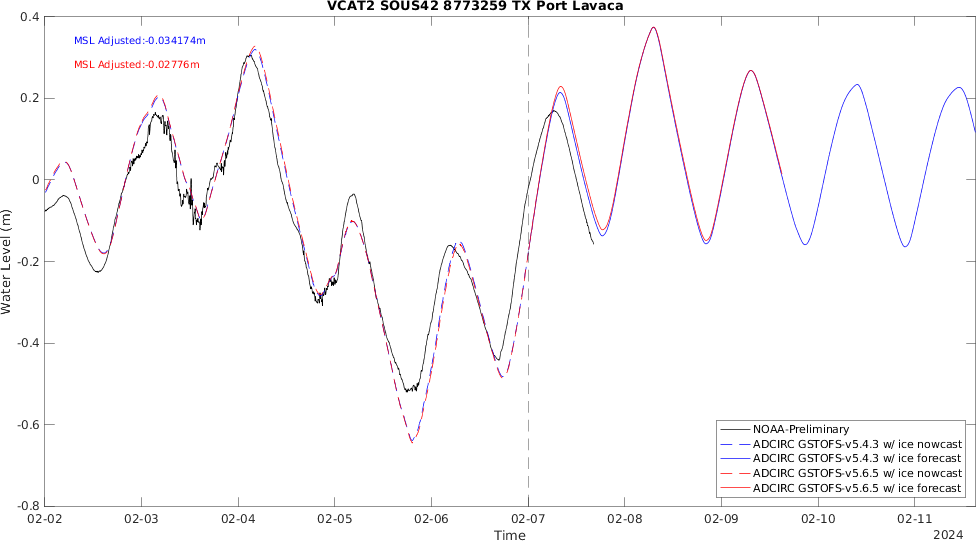 VCAT2 SOUS42 8773259 TX Port Lavaca
MSL Adjusted:-0.034174m
MSL Adjusted:-0.02776m
Water Level (m)
0.4
0.2
0
-0.2
-0.4
-0.6
-0.8
NOAA-Preliminary
ADCIRC GSTOFS-v5.4.3 w/ ice nowcast
ADCIRC GSTOFS-v5.4.3 w/ ice forecast
ADCIRC GSTOFS-v5.6.5 w/ ice nowcast
ADCIRC GSTOFS-v5.6.5 w/ ice forecast
02-02 02-03 02-04 02-05 02-06 02-07 02-08 02-09 02-10 02-11
Time
2024